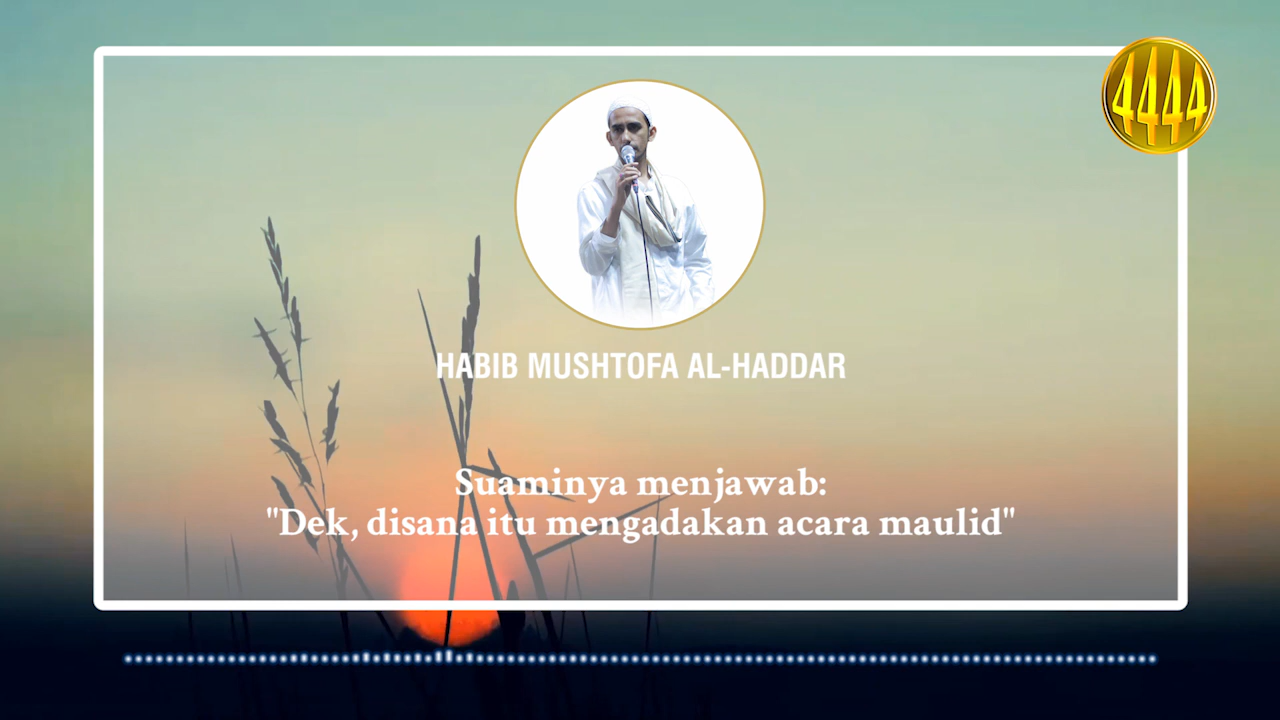 4444
HABIB MUSHTOFA AL-HADDAR
Suaminya menjawab:
"Dek, disana itu mengadakan acara maulid"